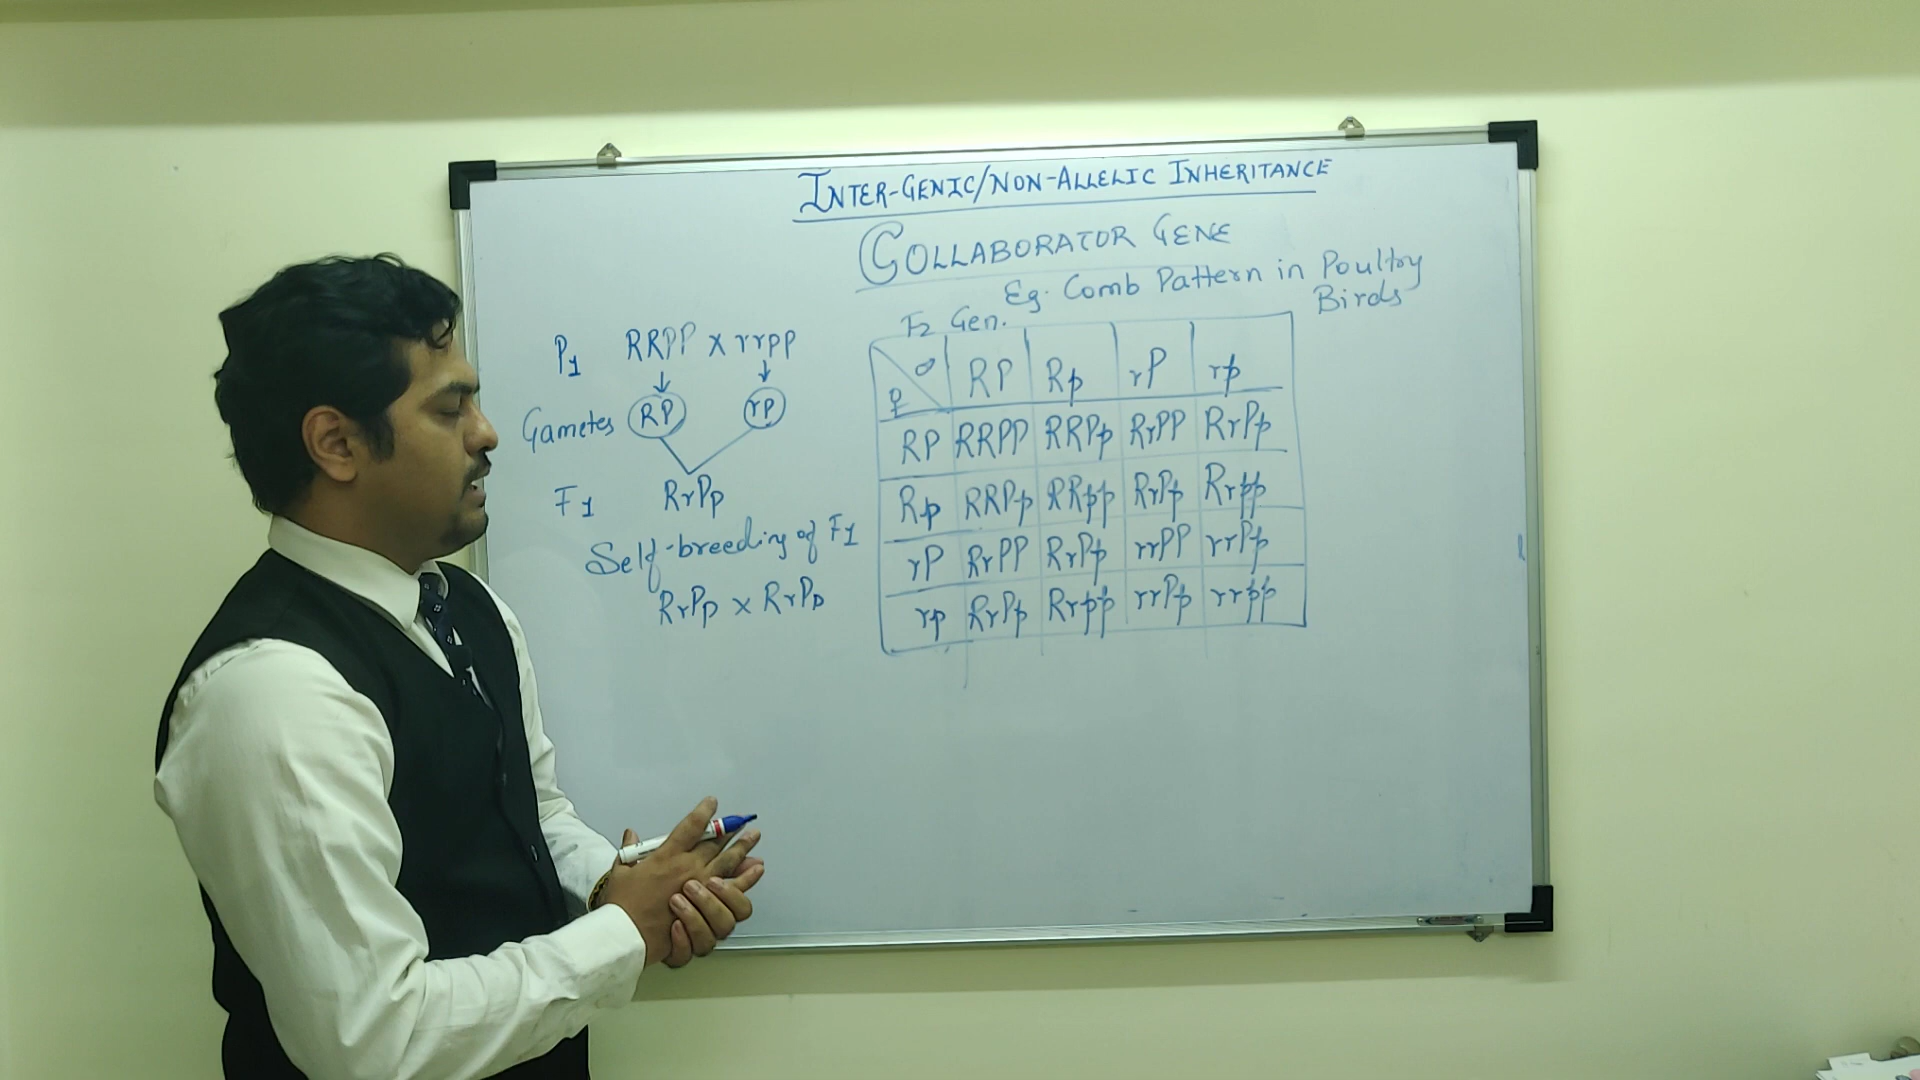 INTER-GENIC/NON-ALLELIC INHERITANCE
COLLABORATOR GENE
Eg. Comb Pattern in Poultry
Birds
P1 RRPP x rrpp
Gametes RP rp
F1 RrPp
Self-breeding of F1
RrPp x RrPp
F2 Gen.
♂ RP Rp rP rp
♀
RP RRPP RRPp RrPP RrPp
Rp RRPp RRpp RrPp Rrpp
rP RrPP RrPp rrPP rrPp
rp RrPp Rrpp rrPp rrpp